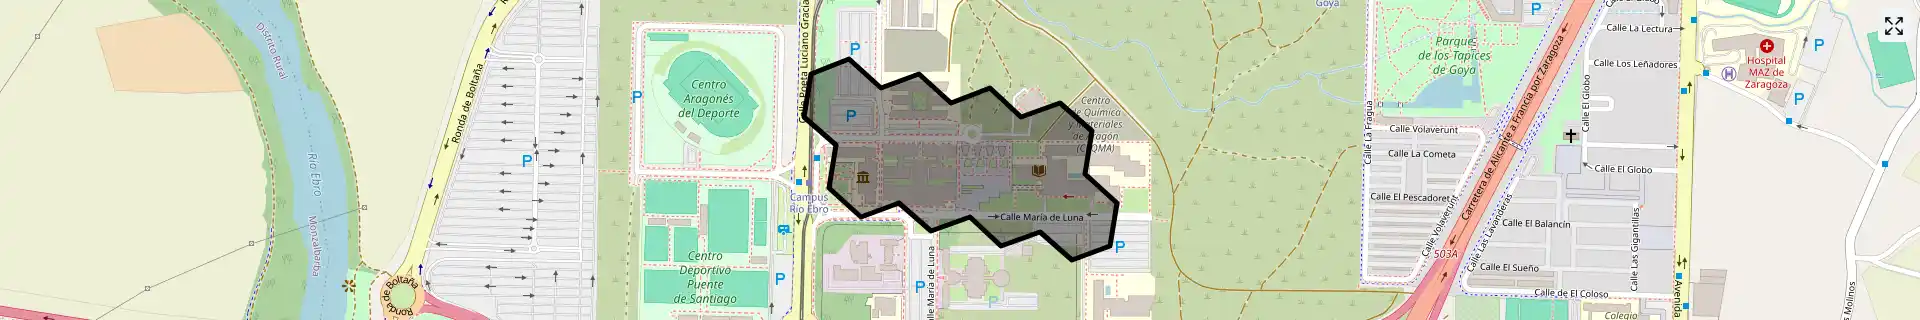 Distrito Rural
Río Ebro
Monzalbarba
Ronda de Boltaña
Ronda de Boltaña
P
P
Centro
Aragonés
del Deporte
Centro
Deportivo
Puente
de Santiago
P
Calle Poeta Luciano Gracia
P
P
Campus
Río Ebro
Calle María de Luna
P
P
Calle María de Luna
P
Centro
de Química
y Materiales
de Aragón
(CEQMA)
Goya
Parque
de los Tapices
de Goya
P
Calle La Fragua
Calle Volaverunt
Calle La Cometa
Calle El Pescadoret
Calle Volaverunt
Carretera de Alicante a Francia por Zaragoza
503A
Calle Las Lavanderas
Calle El Globo
Calle La Lectura
Calle Los Leñadores
Calle El Globo
Calle El Balancín
Calle Las Gigantillas
Calle El Sueño
Calle de El Coloso
Colegio
Avenida
Hospital
MAZ de
Zaragoza
H
P
P
Molinos